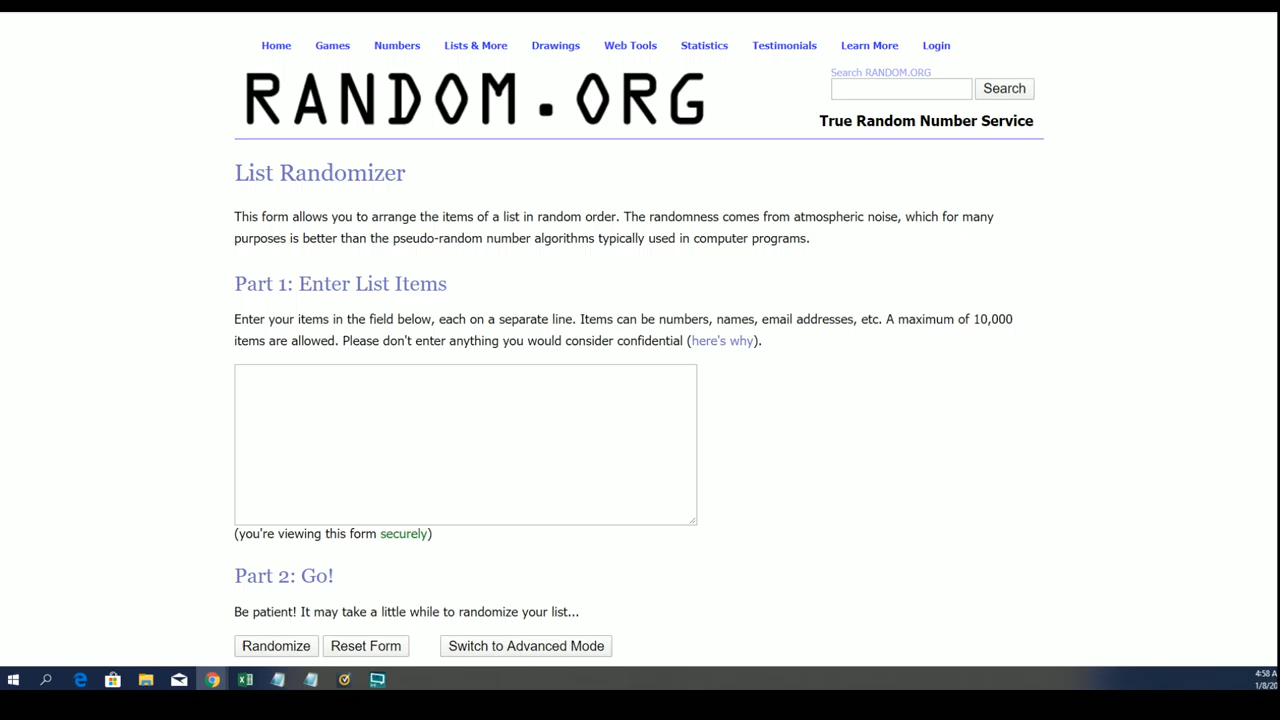 Home Games Numbers Lists & More Drawings Web Tools Statistics Testimonials Learn More Login
RANDOM.ORG
Search RANDOM.ORG
Search
True Random Number Service
List Randomizer
This form allows you to arrange the items of a list in random order. The randomness comes from atmospheric noise, which for many
purposes is better than the pseudo-random number algorithms typically used in computer programs.
Part 1: Enter List Items
Enter your items in the field below, each on a separate line. Items can be numbers, names, email addresses, etc. A maximum of 10,000
items are allowed. Please don't enter anything you would consider confidential (here's why).
(you're viewing this form securely)
Part 2: Go!
Be patient! It may take a little while to randomize your list...
Randomize Reset Form Switch to Advanced Mode
4:58 A
1/8/20